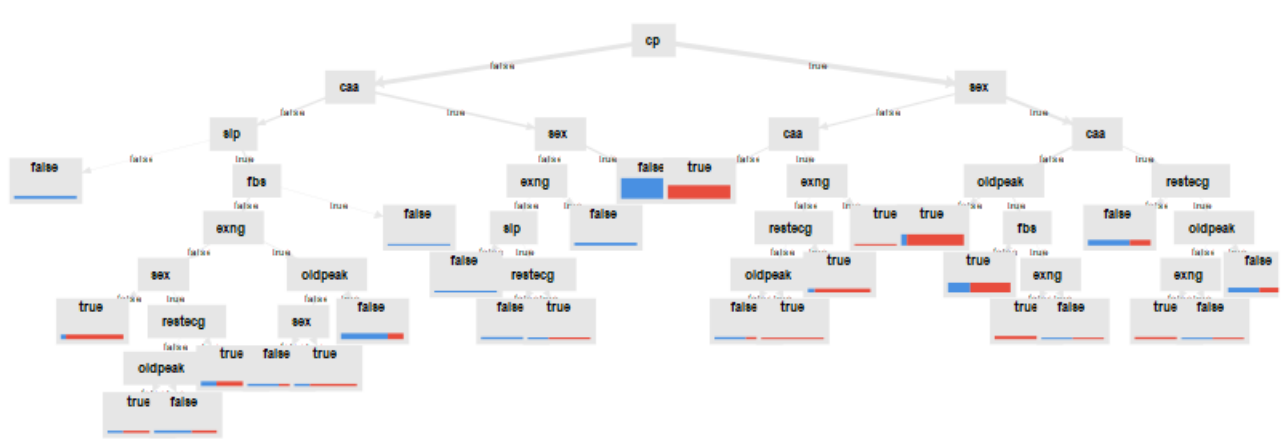 cp
false true
caa sex
false true false true
slp sex caa caa
false true false true false true false true
false fbs exng false true exng oldpeak restecg
false true false true false true false true false true
exng false slp false restecg true true fbs false oldpeak
false true false true false true false true false true
sex oldpeak false restecg oldpeak true true exng exng false
false true false true
true restecg sex false false true false true true false true false
false true
oldpeak true false true
true false